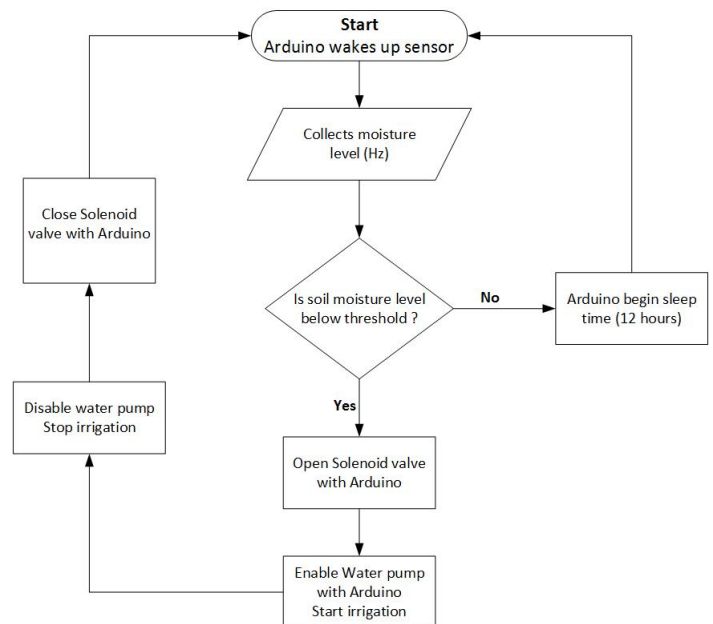 Start
Arduino wakes up sensor
Collects moisture
level (Hz)
Is soil moisture level
below threshold ?
No
Arduino begin sleep
time (12 hours)
Yes
Open Solenoid valve
with Arduino
Enable Water pump
with Arduino
Start irrigation
Disable water pump
Stop irrigation
Close Solenoid
valve with Arduino